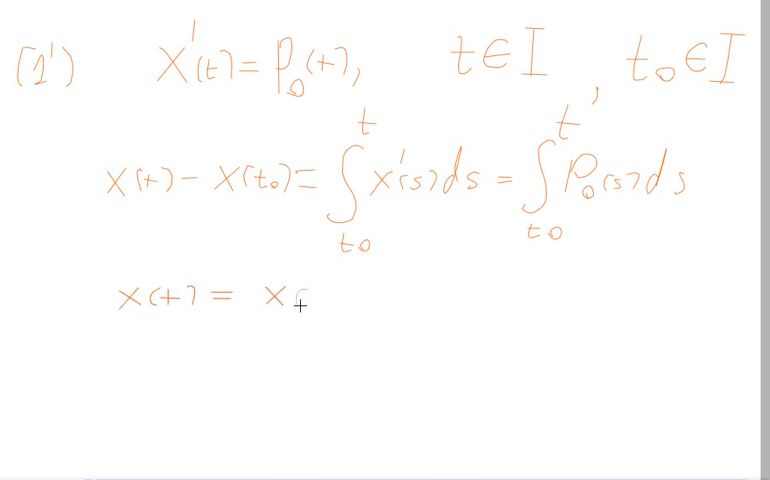 (1') x'(t) = p₀(t), t ∈ I, t₀ ∈ I
x(t) - x(t₀) = ∫_{t₀}^{t} x'(s) ds = ∫_{t₀}^{t} p₀(s) ds
x(t) = x(